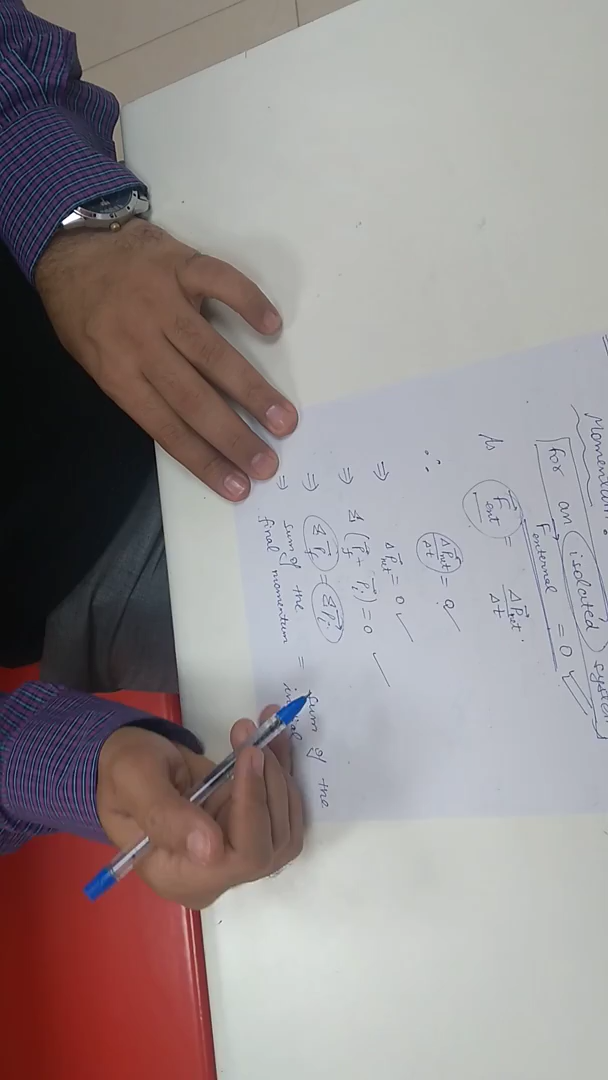 Momentum:
for an isolated system
F⃗external = 0 ✓
As F⃗ext = ΔP⃗net / Δt.
∴ ΔP⃗net / Δt = 0 ✓
⇒ ΔP⃗net = 0 ✓
⇒ Σ (P⃗f + P⃗i) = 0 ✓
⇒ ΣP⃗f = ΣP⃗i
⇒ sum of the final momentum = sum of the